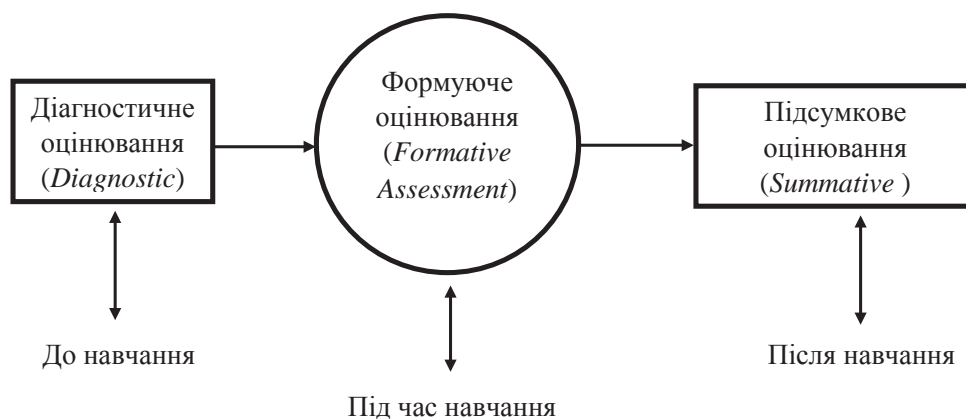 Діагностичне
оцінювання
(Diagnostic)
Формуюче
оцінювання
(Formative
Assessment)
Підсумкове
оцінювання
(Summative )
До навчання
Під час навчання
Після навчання